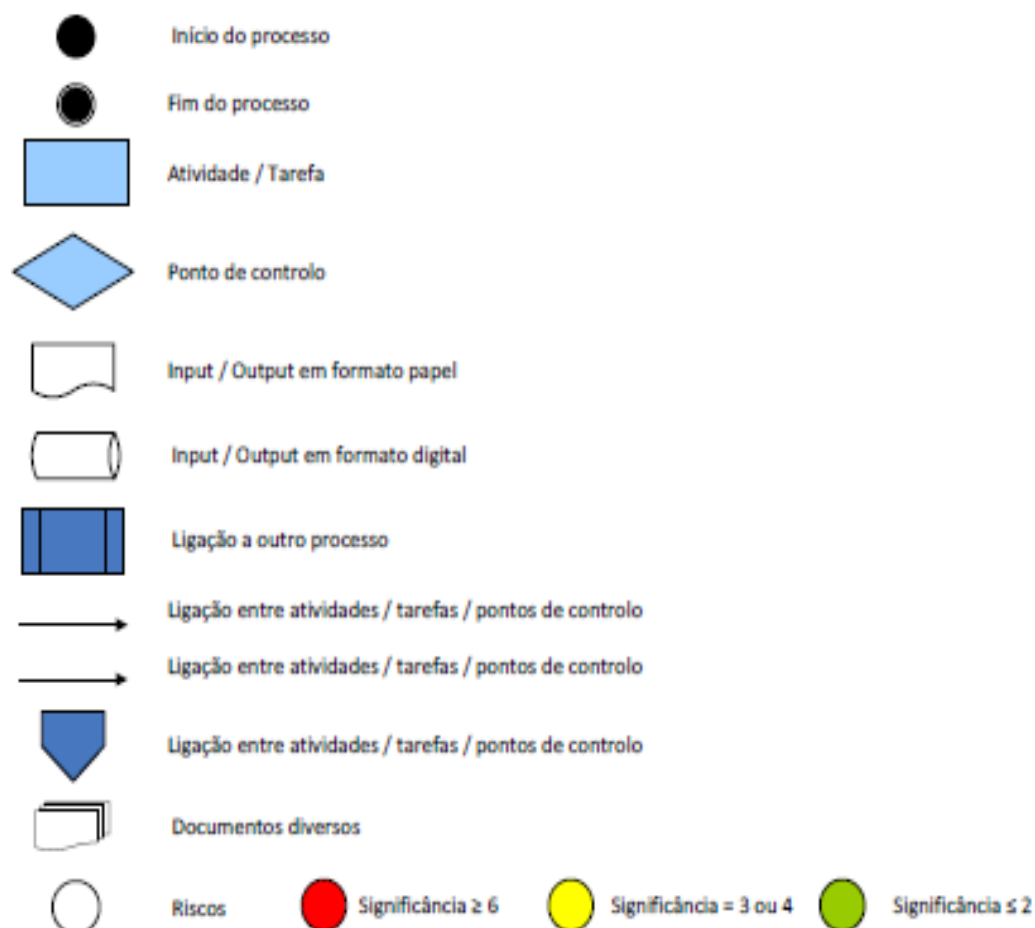 Início do processo
Fim do processo
Atividade / Tarefa
Ponto de controlo
Input / Output em formato papel
Input / Output em formato digital
Ligação a outro processo
Ligação entre atividades / tarefas / pontos de controlo
Ligação entre atividades / tarefas / pontos de controlo
Ligação entre atividades / tarefas / pontos de controlo
Documentos diversos
Riscos Significância ≥ 6 Significância = 3 ou 4 Significância ≤ 2